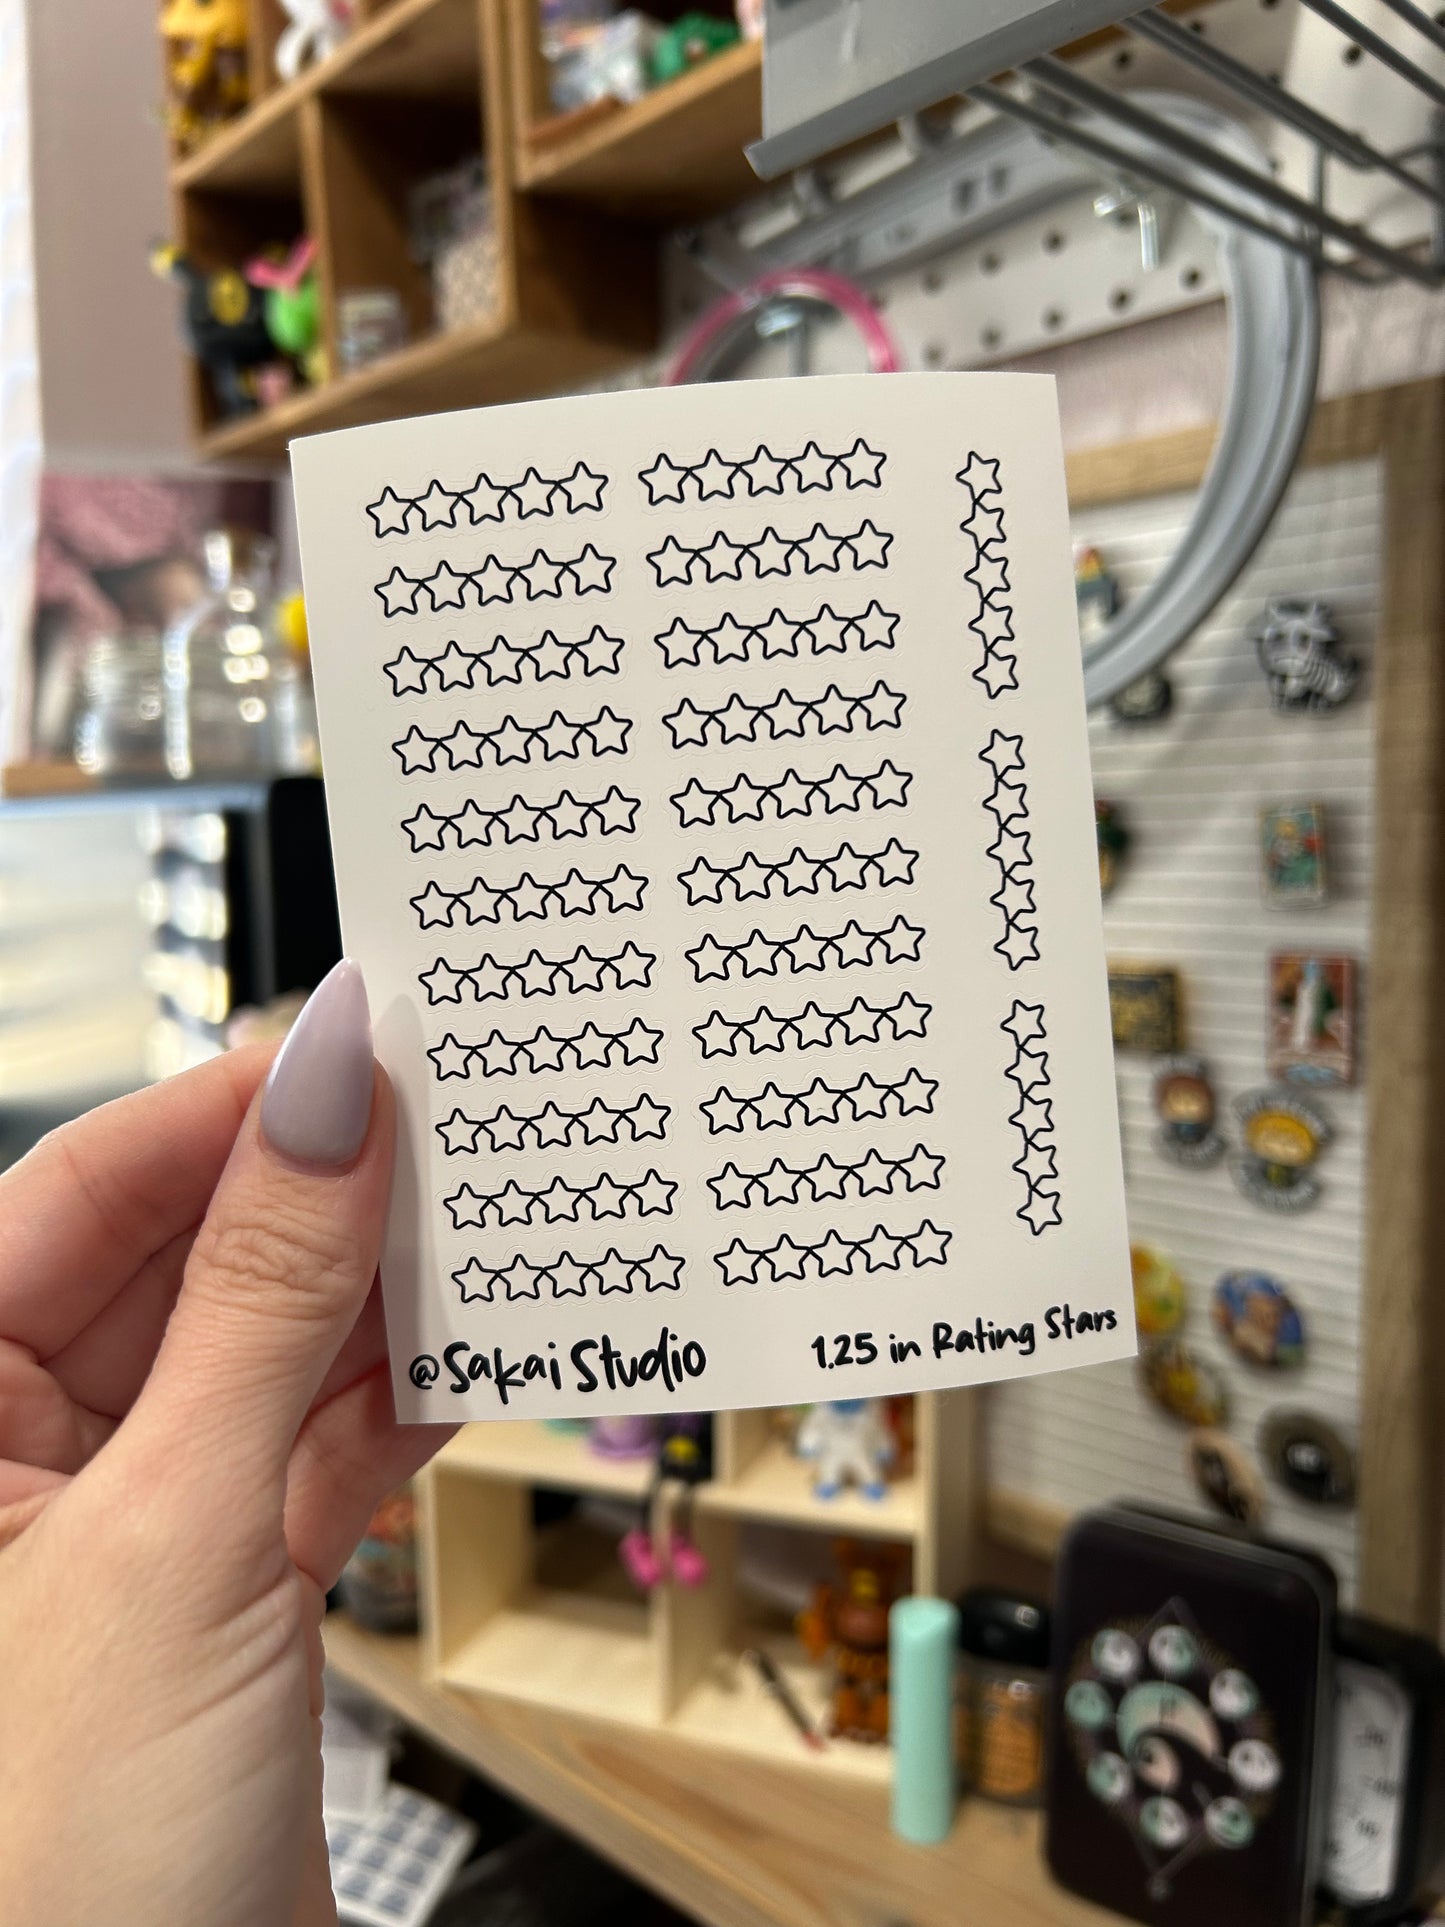 @Sakai Studio
1.25 in Rating Stars